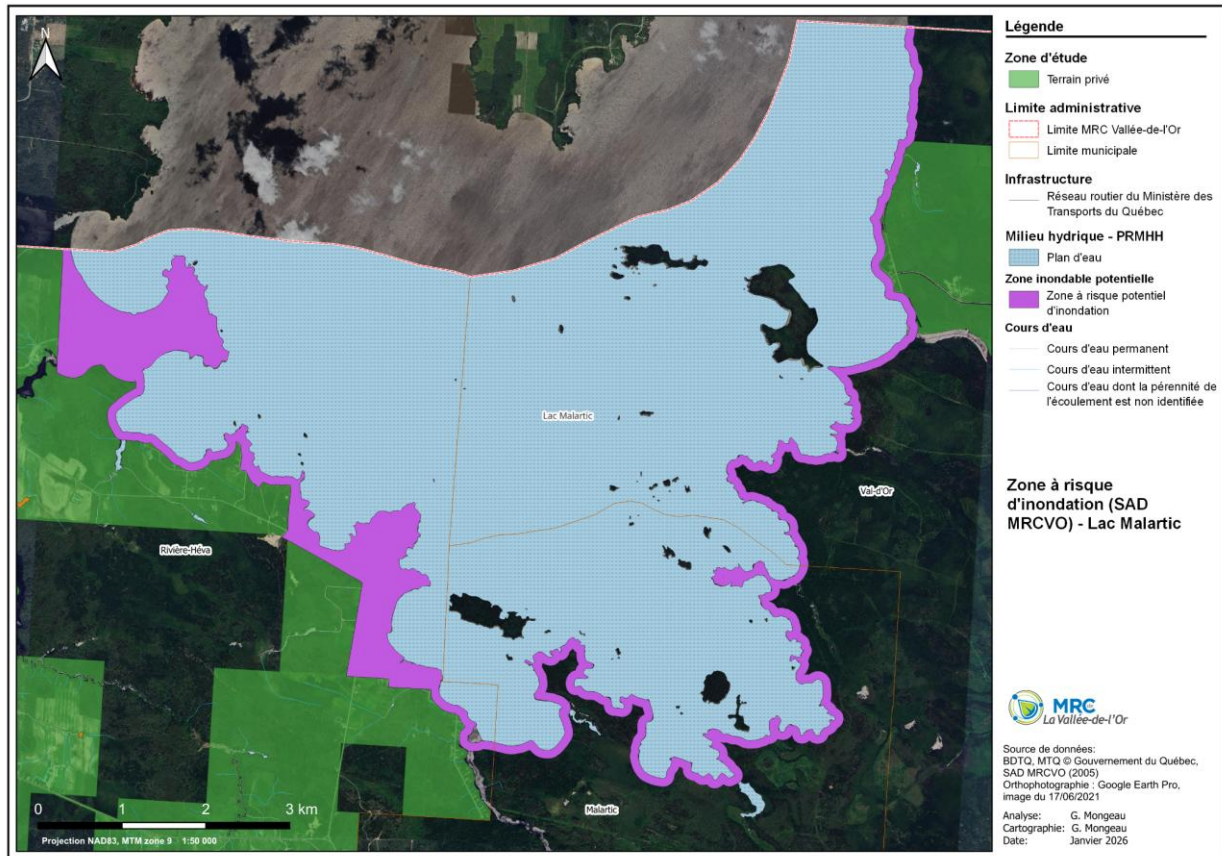 N
Lac Malartic
Val-d'Or
Rivière-Héva
Malartic
0 1 2 3 km
Projection NAD83, MTM zone 9 1:50 000
Légende
Zone d'étude
Terrain privé
Limite administrative
Limite MRC Vallée-de-l'Or
Limite municipale
Infrastructure
Réseau routier du Ministère des
Transports du Québec
Milieu hydrique - PRMHH
Plan d'eau
Zone inondable potentielle
Zone à risque potentiel
d'inondation
Cours d'eau
Cours d'eau permanent
Cours d'eau intermittent
Cours d'eau dont la pérennité de
l'écoulement est non identifiée
Zone à risque
d'inondation (SAD
MRCVO) - Lac Malartic
MRC
La Vallée-de-l'Or
Source de données:
BDTQ, MTQ © Gouvernement du Québec,
SAD MRCVO (2005)
Orthophotographie : Google Earth Pro,
image du 17/06/2021
Analyse: G. Mongeau
Cartographie: G. Mongeau
Date: Janvier 2026